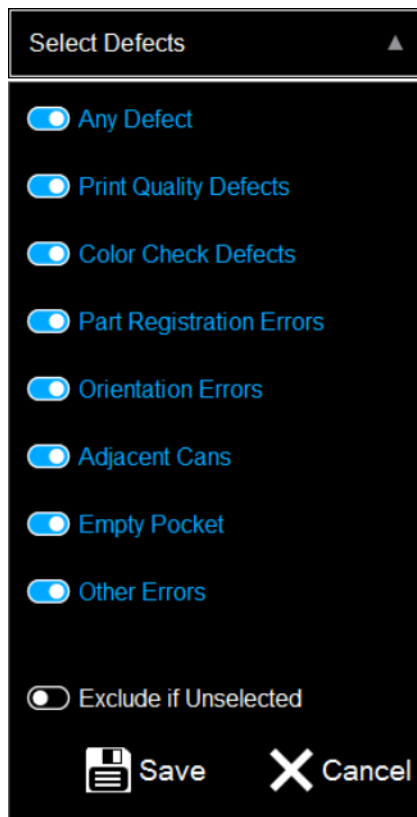 Select Defects
Any Defect
Print Quality Defects
Color Check Defects
Part Registration Errors
Orientation Errors
Adjacent Cans
Empty Pocket
Other Errors
Exclude if Unselected
Save Cancel